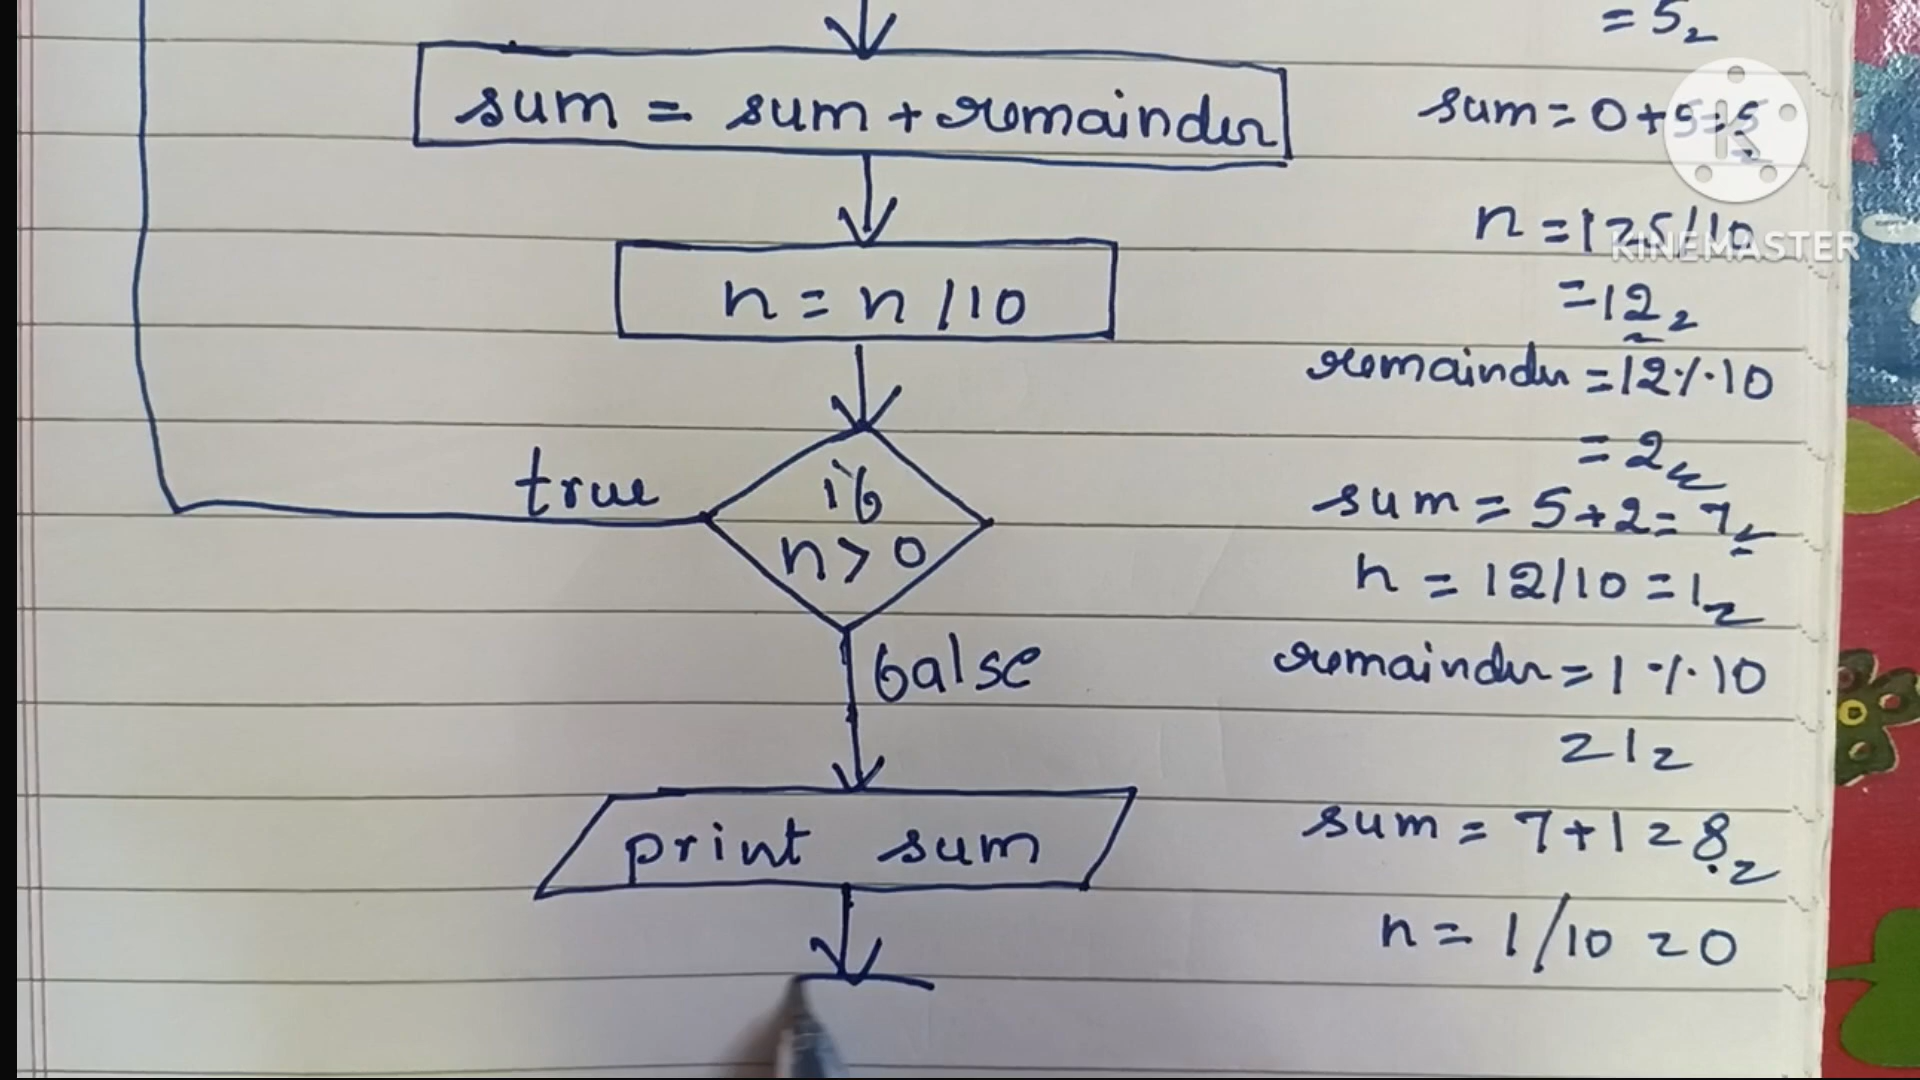 = 5
sum = sum + remainder
n = n / 10
true
if
n > 0
false
print sum
sum = 0 + 5 = 5
n = 125/10
= 12
remainder = 12 % 10
= 2
sum = 5 + 2 = 7
n = 12/10 = 1
remainder = 1 % 10
= 1
sum = 7 + 1 = 8
n = 1/10 = 0
K
KINEMASTER